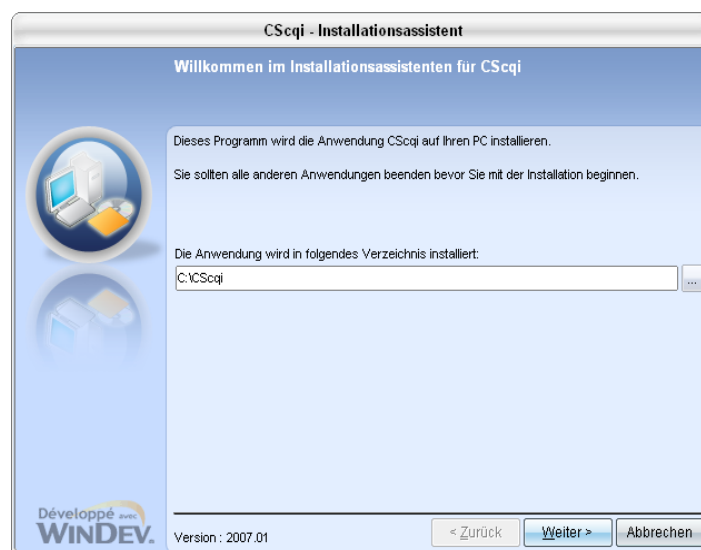 CScqi - Installationsassistent
Willkommen im Installationsassistenten für CScqi
Dieses Programm wird die Anwendung CScqi auf Ihren PC installieren.
Sie sollten alle anderen Anwendungen beenden bevor Sie mit der Installation beginnen.
Die Anwendung wird in folgendes Verzeichnis installiert:
C:\CScqi
...
Développé avec
WINDEV.
Version : 2007.01
< Zurück
Weiter >
Abbrechen